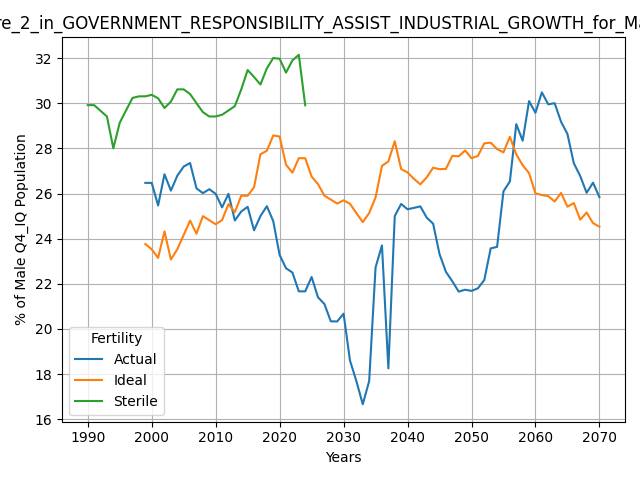 re_2_in_GOVERNMENT_RESPONSIBILITY_ASSIST_INDUSTRIAL_GROWTH_for_Ma
% of Male Q4_IQ Population
32
30
28
26
24
22
20
18
16
Fertility
Actual
Ideal
Sterile
1990 2000 2010 2020 2030 2040 2050 2060 2070
Years